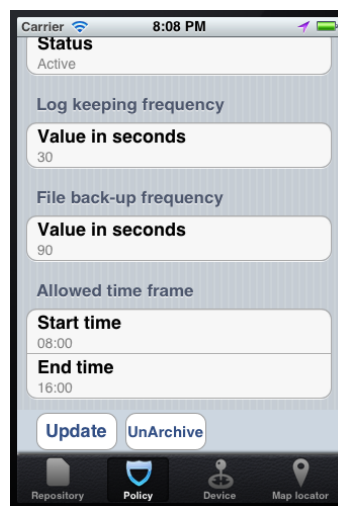 Carrier 8:08 PM
Status
Active
Log keeping frequency
Value in seconds
30
File back-up frequency
Value in seconds
90
Allowed time frame
Start time
08:00
End time
16:00
Update UnArchive
Repository Policy Device Map locator